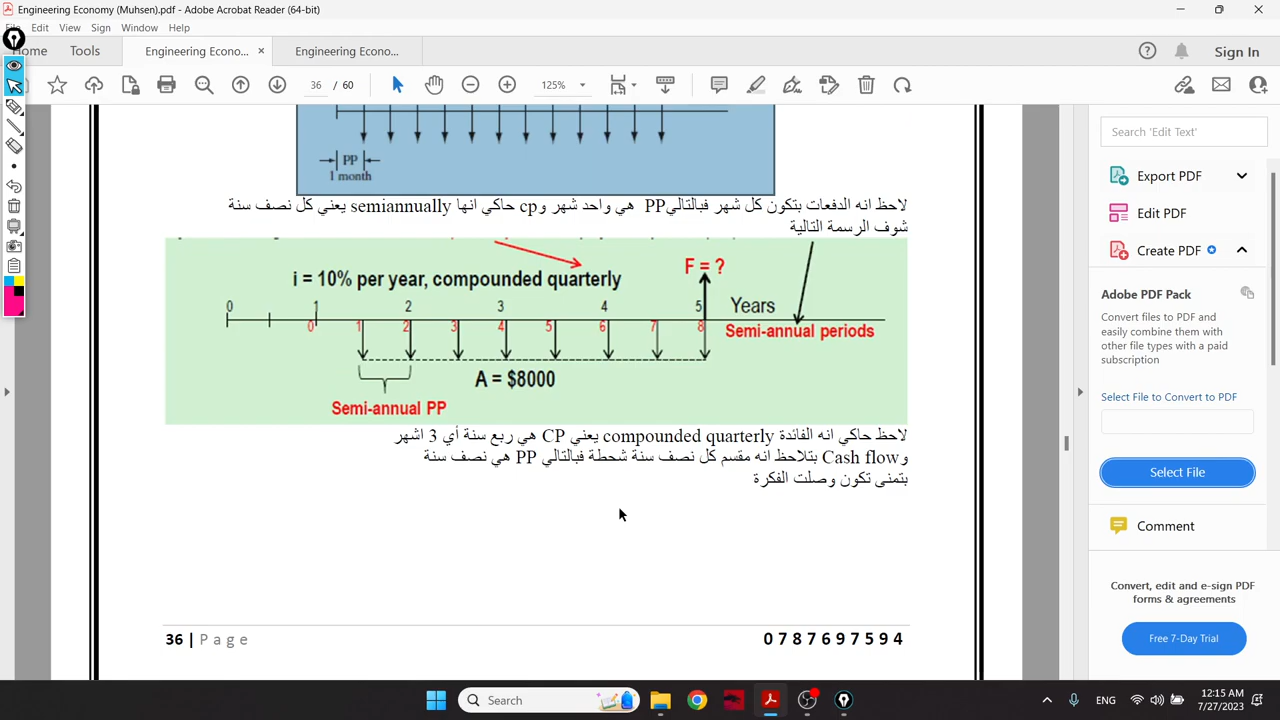 Engineering Economy (Muhsen).pdf - Adobe Acrobat Reader (64-bit)
File Edit View Sign Window Help
Home Tools Engineering Econo... × Engineering Econo... Sign In
36 / 60 125%
PP
1 month
لاحظ انه الدفعات بتكون كل شهر فبالتالي PP هي واحد شهر و cp حاكي انها semiannually يعني كل نصف سنة
شوف الرسمة التالية
i = 10% per year, compounded quarterly
F = ?
0 1 2 3 4 5 Years
0 1 2 3 4 5 6 7 8 Semi-annual periods
A = $8000
Semi-annual PP
لاحظ حاكي انه الفائدة compounded quarterly يعني CP هي ربع سنة أي 3 اشهر
و Cash flow بتلاحظ انه مقسم كل نصف سنة شحطة فبالتالي PP هي نصف سنة
بتمنى تكون وصلت الفكرة
36 | Page
0787697594
Search 'Edit Text'
Export PDF
Edit PDF
Create PDF
Adobe PDF Pack
Convert files to PDF and
easily combine them with
other file types with a paid
subscription
Select File to Convert to PDF
Select File
Comment
Convert, edit and e-sign PDF
forms & agreements
Free 7-Day Trial
Search
ENG
12:15 AM
7/27/2023